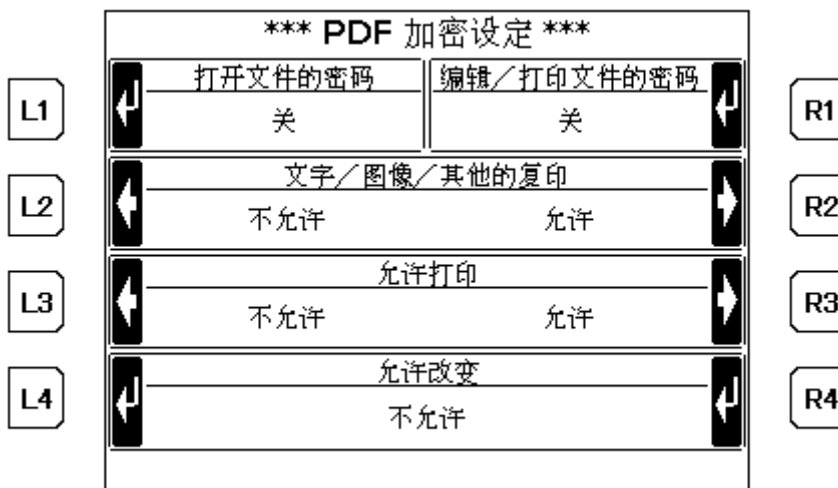 *** PDF 加密设定 ***
打开文件的密码 编辑／打印文件的密码
L1 关 关 R1
文字／图像／其他的复印
L2 不允许 允许 R2
允许打印
L3 不允许 允许 R3
允许改变
L4 不允许 R4